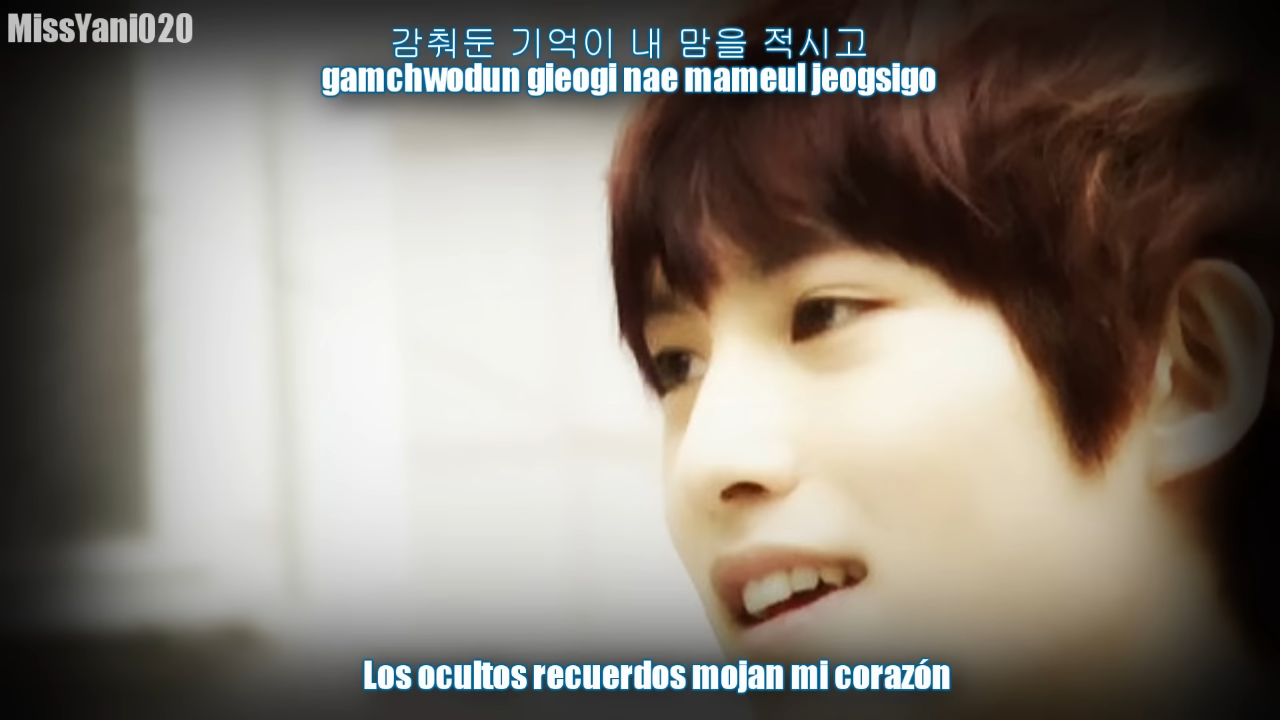 MissYani020
감춰둔 기억이 내 맘을 적시고
gamchwodun gieogi nae mameul jeogsigo
Los ocultos recuerdos mojan mi corazón